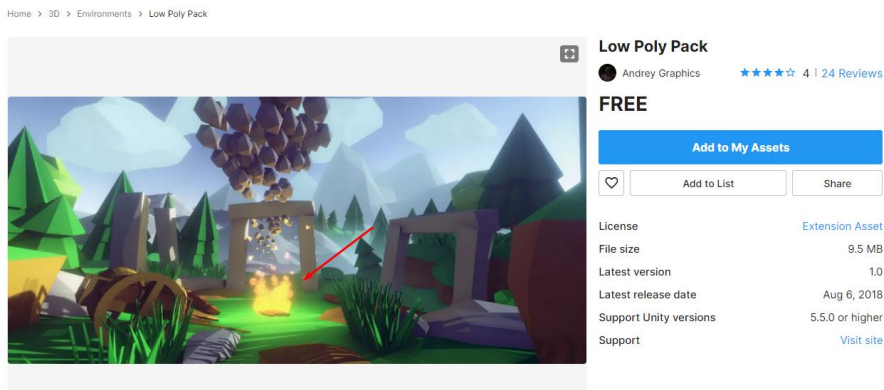 Home > 3D > Environments > Low Poly Pack
Low Poly Pack
Andrey Graphics 4 | 24 Reviews
FREE
Add to My Assets
Add to List Share
License Extension Asset
File size 9.5 MB
Latest version 1.0
Latest release date Aug 6, 2018
Support Unity versions 5.5.0 or higher
Support Visit site